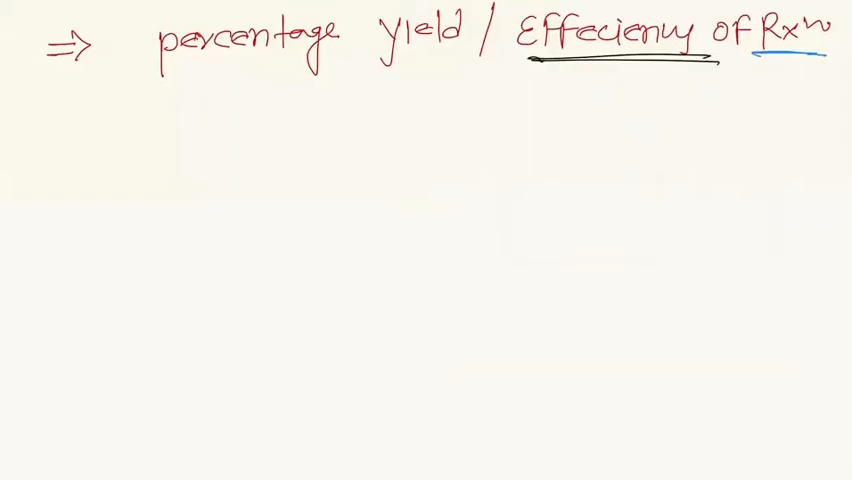 ⇒ percentage yield / Effeciency of Rxn